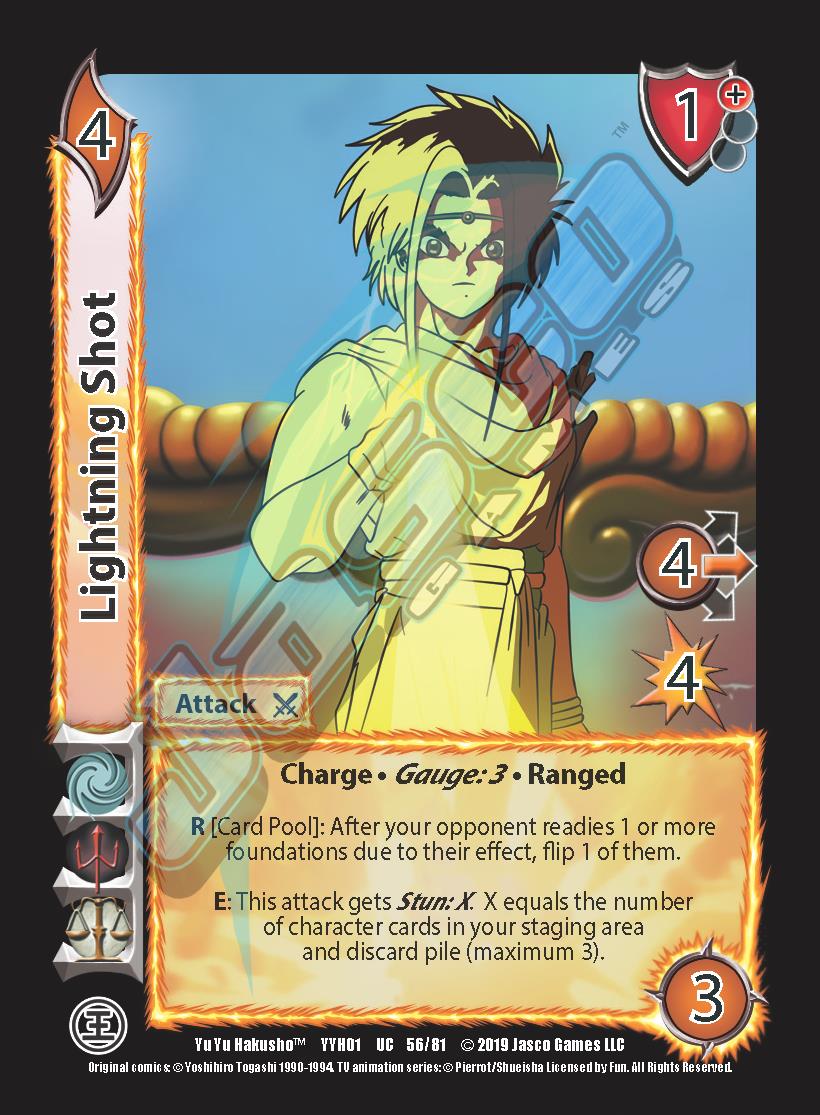 4
1
+
™
Lightning Shot
JASCO
GAMES
4
4
Attack
Charge • Gauge: 3 • Ranged
R [Card Pool]: After your opponent readies 1 or more
foundations due to their effect, flip 1 of them.
E: This attack gets Stun: X. X equals the number
of character cards in your staging area
and discard pile (maximum 3).
3
王
Yu Yu Hakusho™ YYH01 UC 56/81 © 2019 Jasco Games LLC
Original comics: © Yoshihiro Togashi 1990-1994. TV animation series: © Pierrot/Shueisha Licensed by Fun. All Rights Reserved.